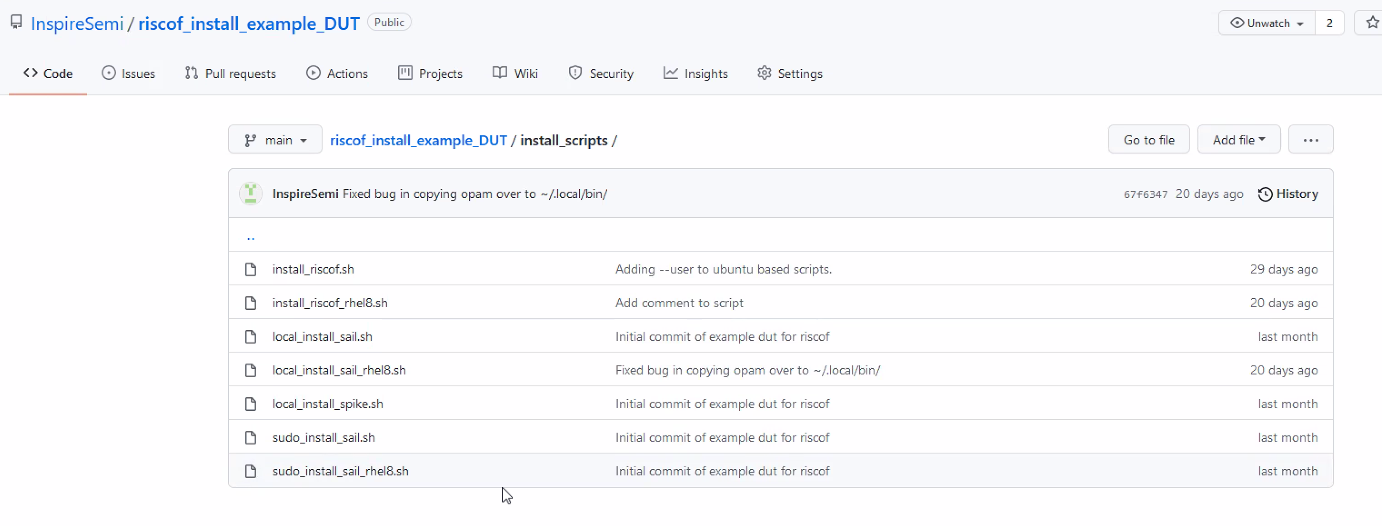 InspireSemi / riscof_install_example_DUT Public Unwatch 2
Code Issues Pull requests Actions Projects Wiki Security Insights Settings
main riscof_install_example_DUT / install_scripts / Go to file Add file ...
InspireSemi Fixed bug in copying opam over to ~/.local/bin/ 67f6347 20 days ago History
..
install_riscof.sh Adding --user to ubuntu based scripts. 29 days ago
install_riscof_rhel8.sh Add comment to script 20 days ago
local_install_sail.sh Initial commit of example dut for riscof last month
local_install_sail_rhel8.sh Fixed bug in copying opam over to ~/.local/bin/ 20 days ago
local_install_spike.sh Initial commit of example dut for riscof last month
sudo_install_sail.sh Initial commit of example dut for riscof last month
sudo_install_sail_rhel8.sh Initial commit of example dut for riscof last month